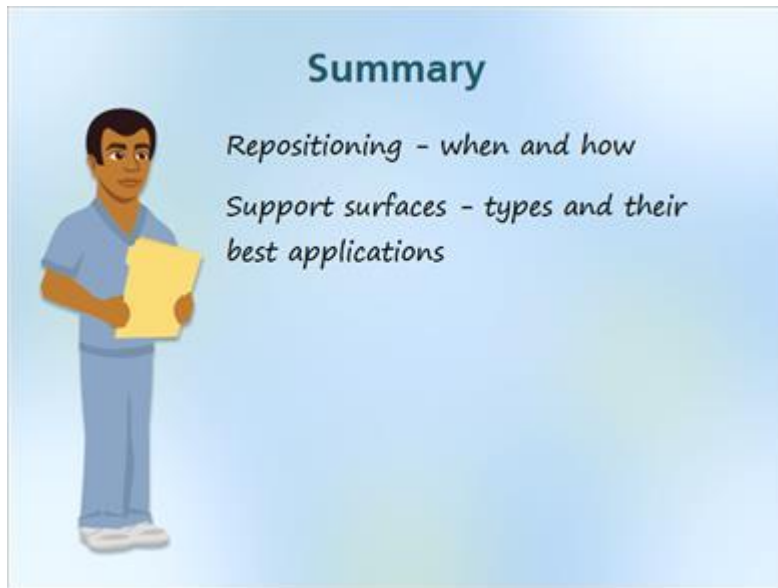 Summary
Repositioning - when and how
Support surfaces - types and their
best applications